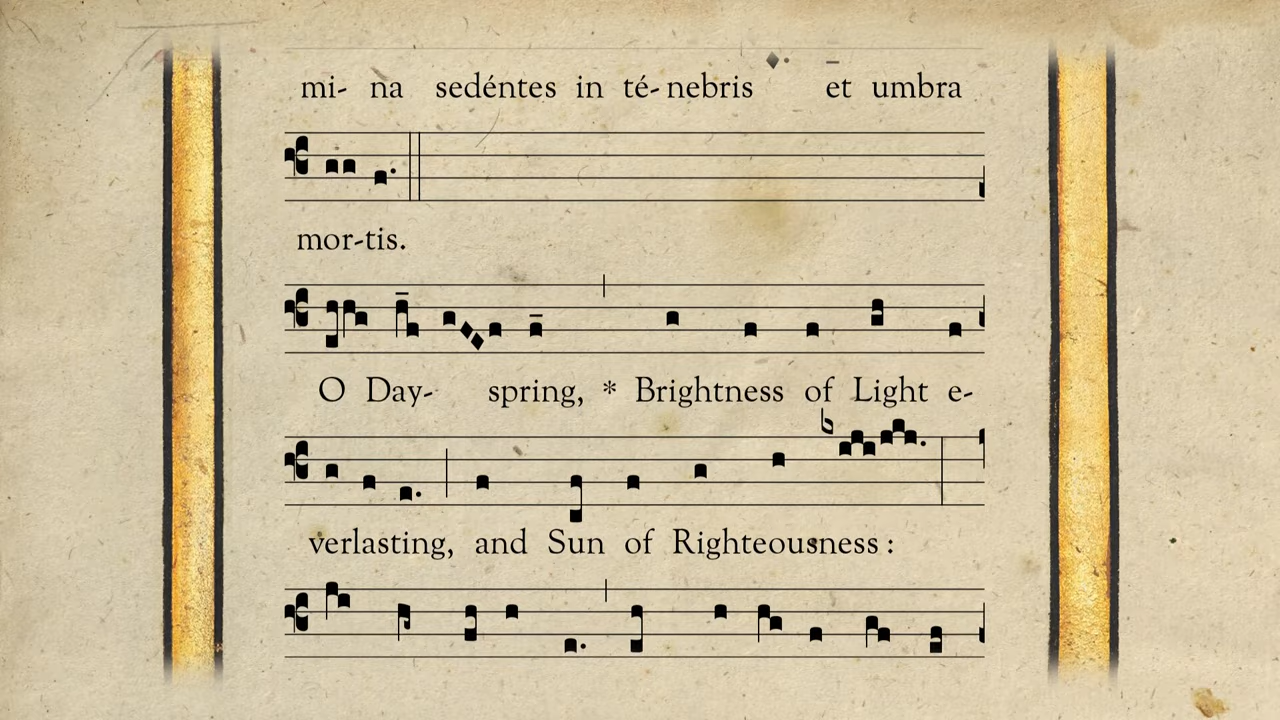 mi- na sedéntes in té-nebris et umbra
mor-tis.
O Day- spring, * Brightness of Light e-
verlasting, and Sun of Righteousness :